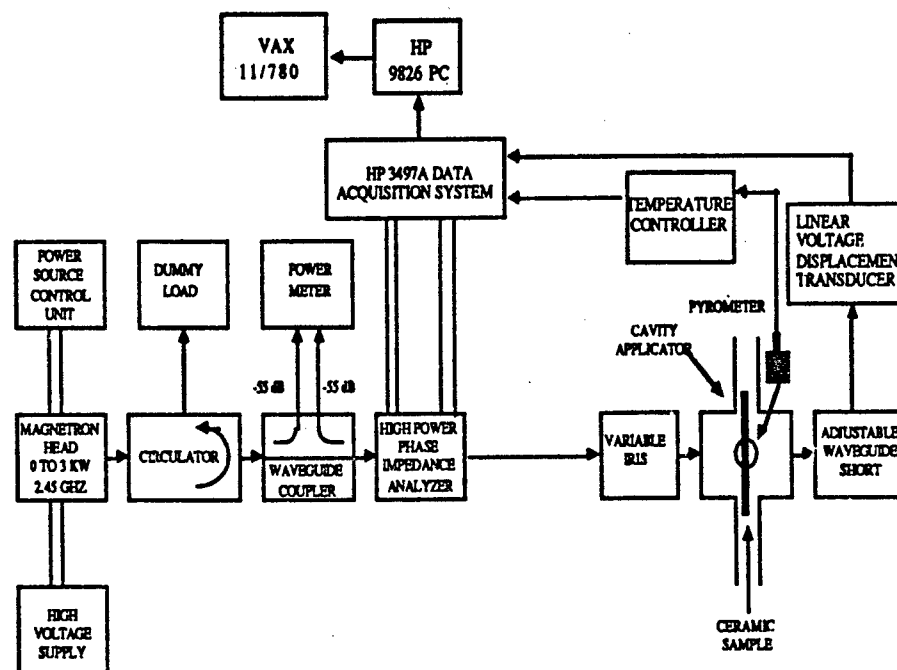 VAX
11/780
HP
9826 PC
HP 3497A DATA
ACQUISITION SYSTEM
TEMPERATURE
CONTROLLER
LINEAR
VOLTAGE
DISPLACEMENT
TRANSDUCER
POWER
SOURCE
CONTROL
UNIT
DUMMY
LOAD
POWER
METER
PYROMETER
CAVITY
APPLICATOR
-55 dB
-55 dB
MAGNETRON
HEAD
0 TO 3 KW
2.45 GHZ
CIRCULATOR
WAVEGUIDE
COUPLER
HIGH POWER
PHASE
IMPEDANCE
ANALYZER
VARIABLE
IRIS
ADJUSTABLE
WAVEGUIDE
SHORT
HIGH
VOLTAGE
SUPPLY
CERAMIC
SAMPLE